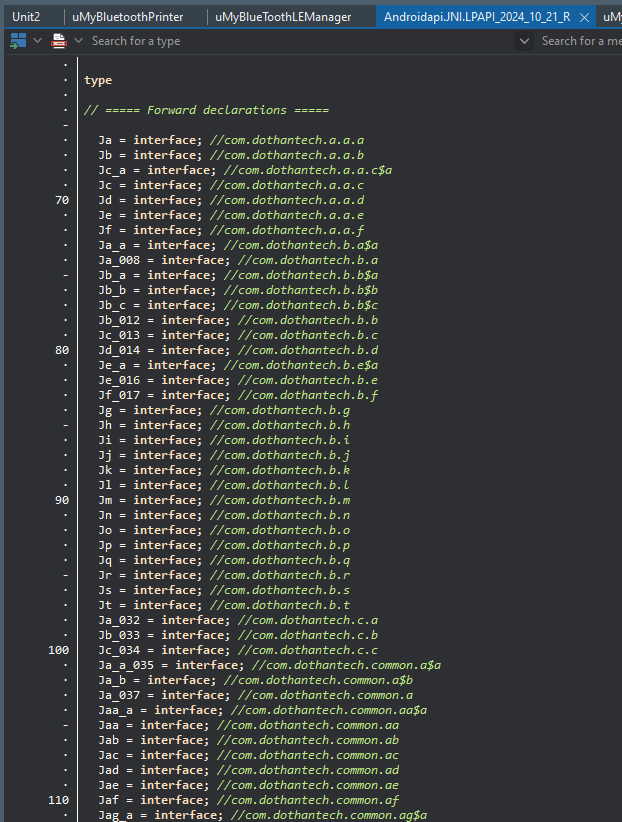 Unit2 uMyBluetoothPrinter uMyBlueToothLEManager Androidapi.JNI.LPAPI_2024_10_21_R uMy
Search for a type Search for a me
type
// ===== Forward declarations =====
Ja = interface; //com.dothantech.a.a.a
Jb = interface; //com.dothantech.a.a.b
Jc_a = interface; //com.dothantech.a.a.c$a
Jc = interface; //com.dothantech.a.a.c
70 Jd = interface; //com.dothantech.a.a.d
Je = interface; //com.dothantech.a.a.e
Jf = interface; //com.dothantech.a.a.f
Ja_a = interface; //com.dothantech.b.a$a
Ja_008 = interface; //com.dothantech.b.a
Jb_a = interface; //com.dothantech.b.b$a
Jb_b = interface; //com.dothantech.b.b$b
Jb_c = interface; //com.dothantech.b.b$c
Jb_012 = interface; //com.dothantech.b.b
Jc_013 = interface; //com.dothantech.b.c
80 Jd_014 = interface; //com.dothantech.b.d
Je_a = interface; //com.dothantech.b.e$a
Je_016 = interface; //com.dothantech.b.e
Jf_017 = interface; //com.dothantech.b.f
Jg = interface; //com.dothantech.b.g
Jh = interface; //com.dothantech.b.h
Ji = interface; //com.dothantech.b.i
Jj = interface; //com.dothantech.b.j
Jk = interface; //com.dothantech.b.k
Jl = interface; //com.dothantech.b.l
90 Jm = interface; //com.dothantech.b.m
Jn = interface; //com.dothantech.b.n
Jo = interface; //com.dothantech.b.o
Jp = interface; //com.dothantech.b.p
Jq = interface; //com.dothantech.b.q
Jr = interface; //com.dothantech.b.r
Js = interface; //com.dothantech.b.s
Jt = interface; //com.dothantech.b.t
Ja_032 = interface; //com.dothantech.c.a
Jb_033 = interface; //com.dothantech.c.b
100 Jc_034 = interface; //com.dothantech.c.c
Ja_a_035 = interface; //com.dothantech.common.a$a
Ja_b = interface; //com.dothantech.common.a$b
Ja_037 = interface; //com.dothantech.common.a
Jaa_a = interface; //com.dothantech.common.aa$a
Jaa = interface; //com.dothantech.common.aa
Jab = interface; //com.dothantech.common.ab
Jac = interface; //com.dothantech.common.ac
Jad = interface; //com.dothantech.common.ad
Jae = interface; //com.dothantech.common.ae
110 Jaf = interface; //com.dothantech.common.af
Jag_a = interface; //com.dothantech.common.ag$a